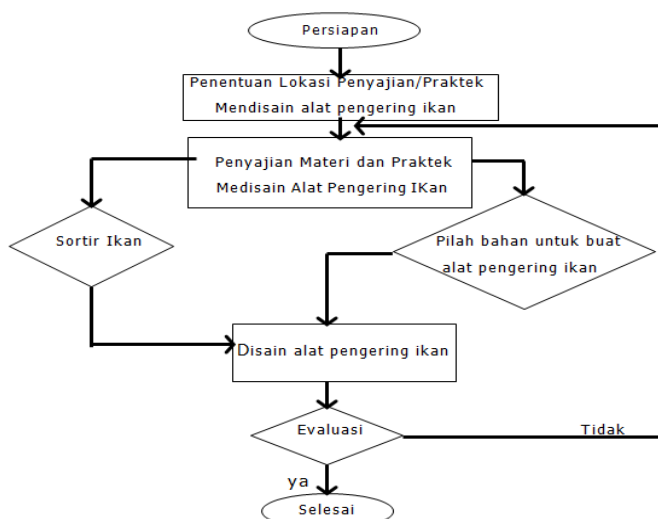 Persiapan
Penentuan Lokasi Penyajian/Praktek
Mendisain alat pengering ikan
Penyajian Materi dan Praktek
Medisain Alat Pengering IKan
Sortir Ikan
Pilah bahan untuk buat
alat pengering ikan
Disain alat pengering ikan
Evaluasi
Tidak
ya
Selesai